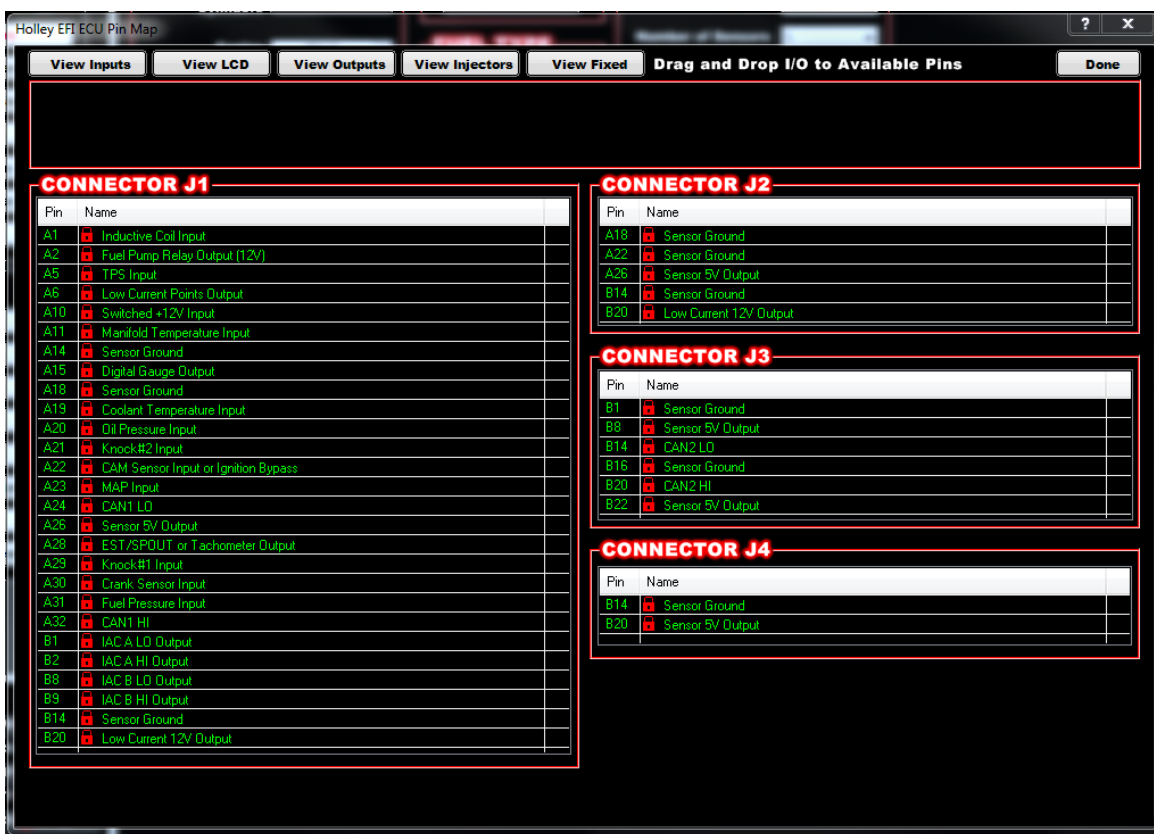 Holley EFI ECU Pin Map
? X
View Inputs View LCD View Outputs View Injectors View Fixed Drag and Drop I/O to Available Pins Done
CONNECTOR J1
Pin Name
A1 Inductive Coil Input
A2 Fuel Pump Relay Output (12V)
A5 TPS Input
A6 Low Current Points Output
A10 Switched +12V Input
A11 Manifold Temperature Input
A14 Sensor Ground
A15 Digital Gauge Output
A18 Sensor Ground
A19 Coolant Temperature Input
A20 Oil Pressure Input
A21 Knock#2 Input
A22 CAM Sensor Input or Ignition Bypass
A23 MAP Input
A24 CAN1 LO
A26 Sensor 5V Output
A28 EST/SPOUT or Tachometer Output
A29 Knock#1 Input
A30 Crank Sensor Input
A31 Fuel Pressure Input
A32 CAN1 HI
B1 IAC A LO Output
B2 IAC A HI Output
B8 IAC B LO Output
B9 IAC B HI Output
B14 Sensor Ground
B20 Low Current 12V Output
CONNECTOR J2
Pin Name
A18 Sensor Ground
A22 Sensor Ground
A26 Sensor 5V Output
B14 Sensor Ground
B20 Low Current 12V Output
CONNECTOR J3
Pin Name
B1 Sensor Ground
B8 Sensor 5V Output
B14 CAN2 LO
B16 Sensor Ground
B20 CAN2 HI
B22 Sensor 5V Output
CONNECTOR J4
Pin Name
B14 Sensor Ground
B20 Sensor 5V Output